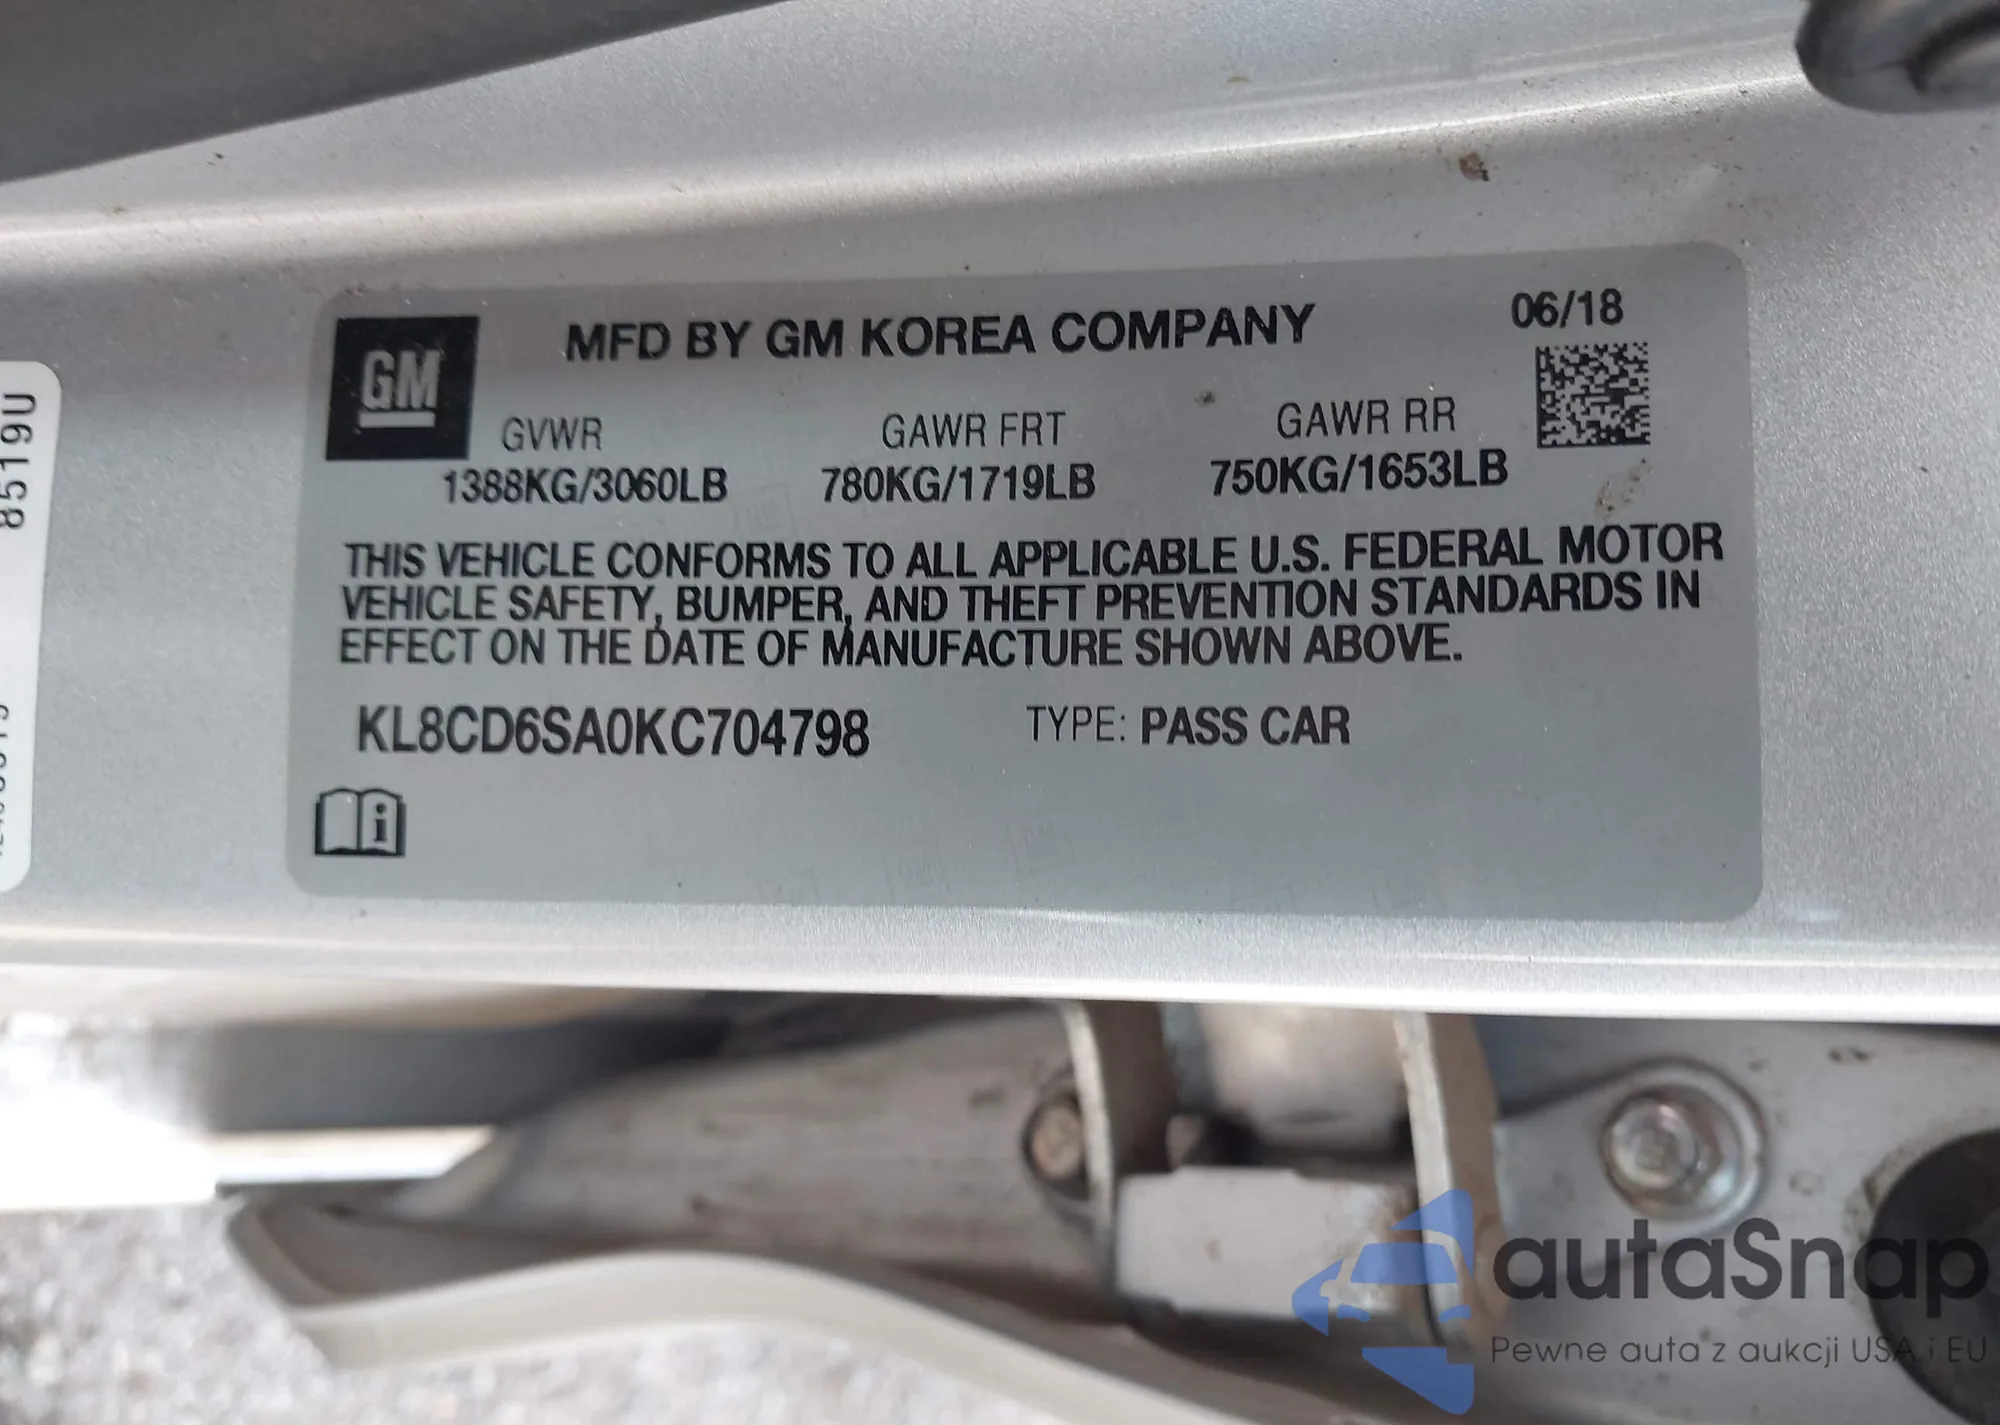 8519U
GM
MFD BY GM KOREA COMPANY
06/18
GVWR
GAWR FRT
GAWR RR
1388KG/3060LB
780KG/1719LB
750KG/1653LB
THIS VEHICLE CONFORMS TO ALL APPLICABLE U.S. FEDERAL MOTOR
VEHICLE SAFETY, BUMPER, AND THEFT PREVENTION STANDARDS IN
EFFECT ON THE DATE OF MANUFACTURE SHOWN ABOVE.
KL8CD6SA0KC704798
TYPE: PASS CAR
i
autaSnap
Pewne auta z aukcji USA i EU